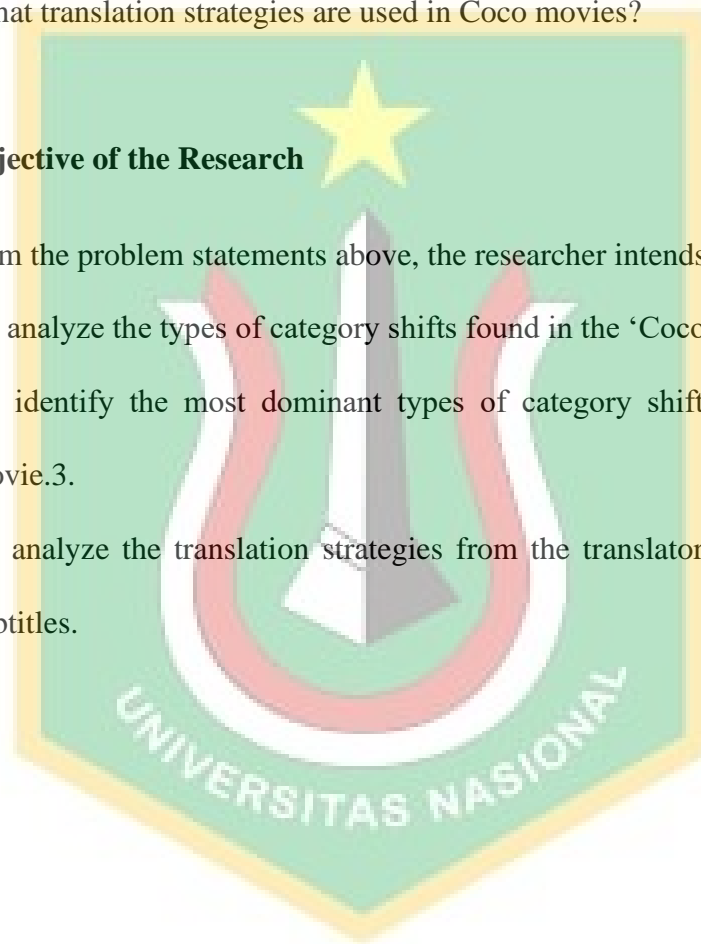 hat translation strategies are used in Coco movies?
jective of the Research
m the problem statements above, the researcher intends
analyze the types of category shifts found in the ‘Coco
identify the most dominant types of category shift
ovie.3.
analyze the translation strategies from the translator
btitles.
UNIVERSITAS NASIONAL